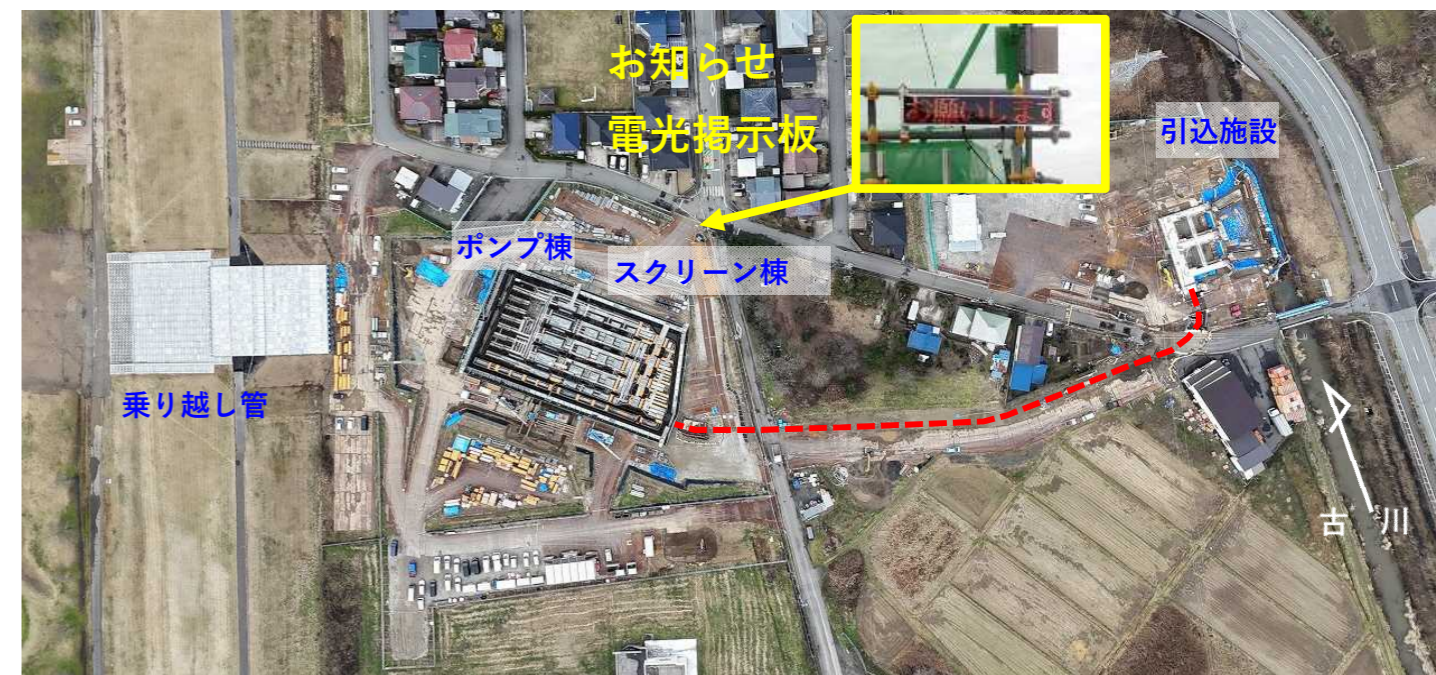 お知らせ
電光掲示板
お願いします
引込施設
ポンプ棟
スクリーン棟
乗り越し管
古川